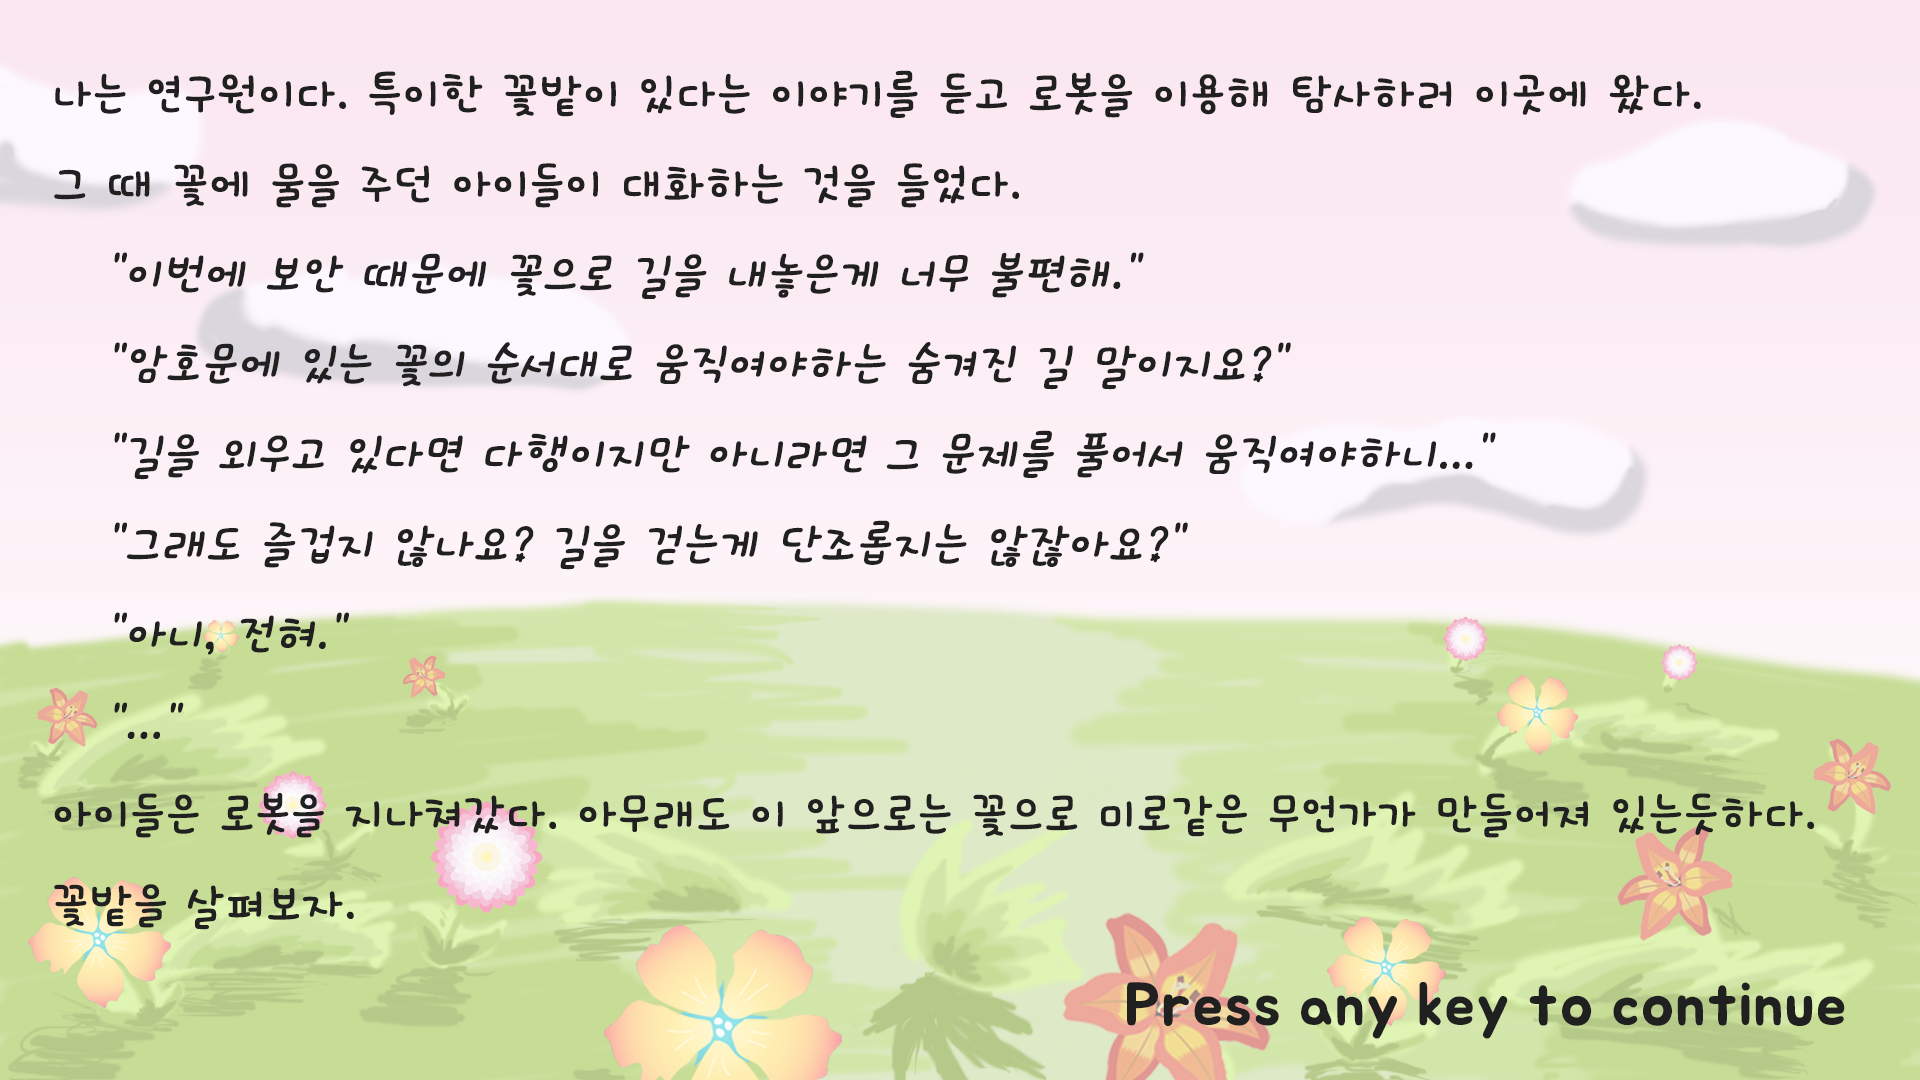 나는 연구원이다. 특이한 꽃밭이 있다는 이야기를 듣고 로봇을 이용해 탐사하러 이곳에 왔다.
그 때 꽃에 물을 주던 아이들이 대화하는 것을 들었다.
"이번에 보안 때문에 꽃으로 길을 내놓은게 너무 불편해."
"암호문에 있는 꽃의 순서대로 움직여야하는 숨겨진 길 말이지요?"
"길을 외우고 있다면 다행이지만 아니라면 그 문제를 풀어서 움직여야하니..."
"그래도 즐겁지 않나요? 길을 걷는게 단조롭지는 않잖아요?"
"아니, 전혀."
"..."
아이들은 로봇을 지나쳐갔다. 아무래도 이 앞으로는 꽃으로 미로같은 무언가가 만들어져 있는듯하다.
꽃밭을 살펴보자.
Press any key to continue